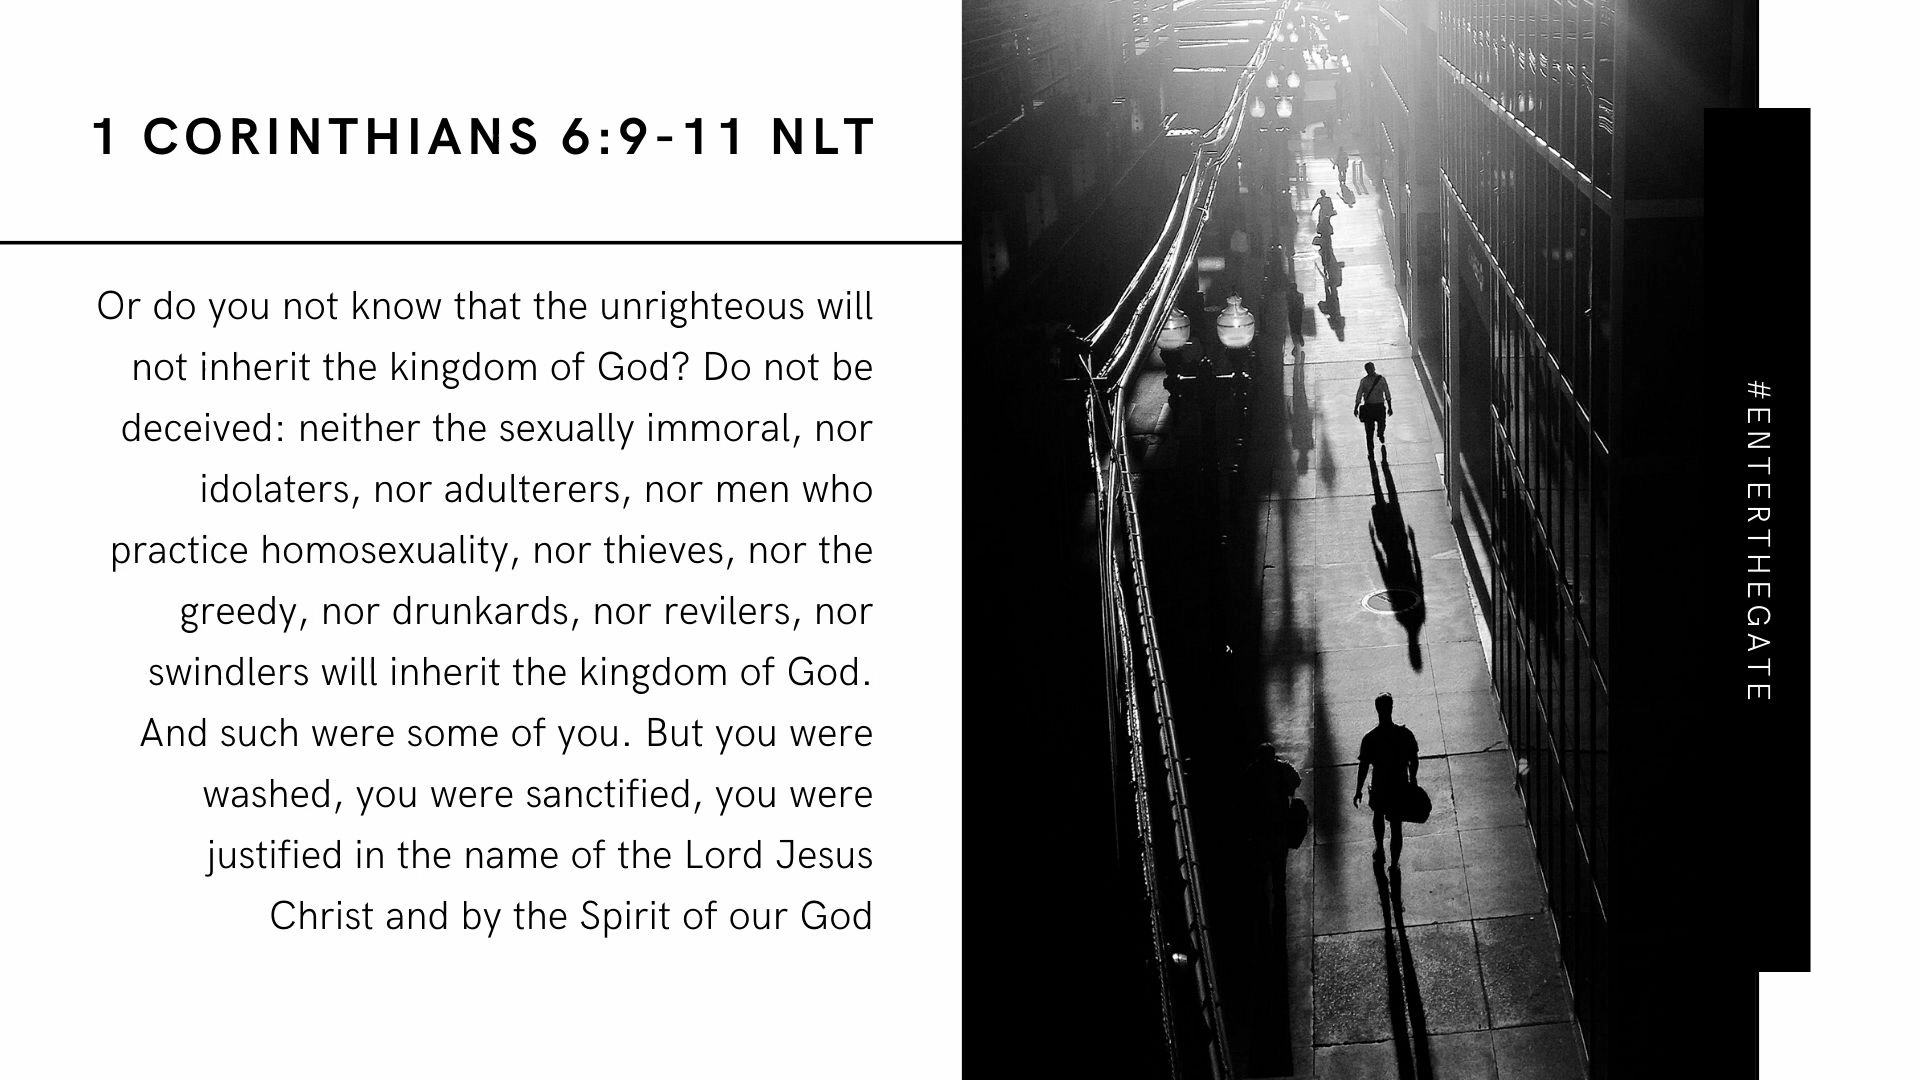 1 CORINTHIANS 6:9-11 NLT
Or do you not know that the unrighteous will
not inherit the kingdom of God? Do not be
deceived: neither the sexually immoral, nor
idolaters, nor adulterers, nor men who
practice homosexuality, nor thieves, nor the
greedy, nor drunkards, nor revilers, nor
swindlers will inherit the kingdom of God.
And such were some of you. But you were
washed, you were sanctified, you were
justified in the name of the Lord Jesus
Christ and by the Spirit of our God
#ENTERTHEGATE